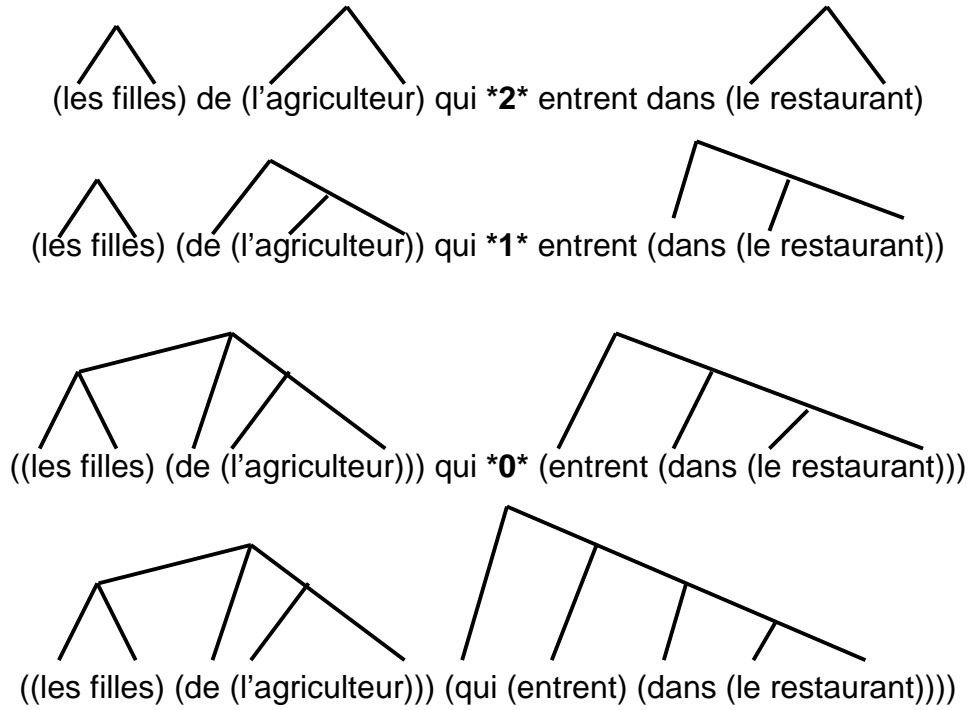 (les filles) de (l'agriculteur) qui *2* entrent dans (le restaurant)
(les filles) (de (l'agriculteur)) qui *1* entrent (dans (le restaurant))
((les filles) (de (l'agriculteur))) qui *0* (entrent (dans (le restaurant)))
((les filles) (de (l'agriculteur))) (qui (entrent) (dans (le restaurant))))